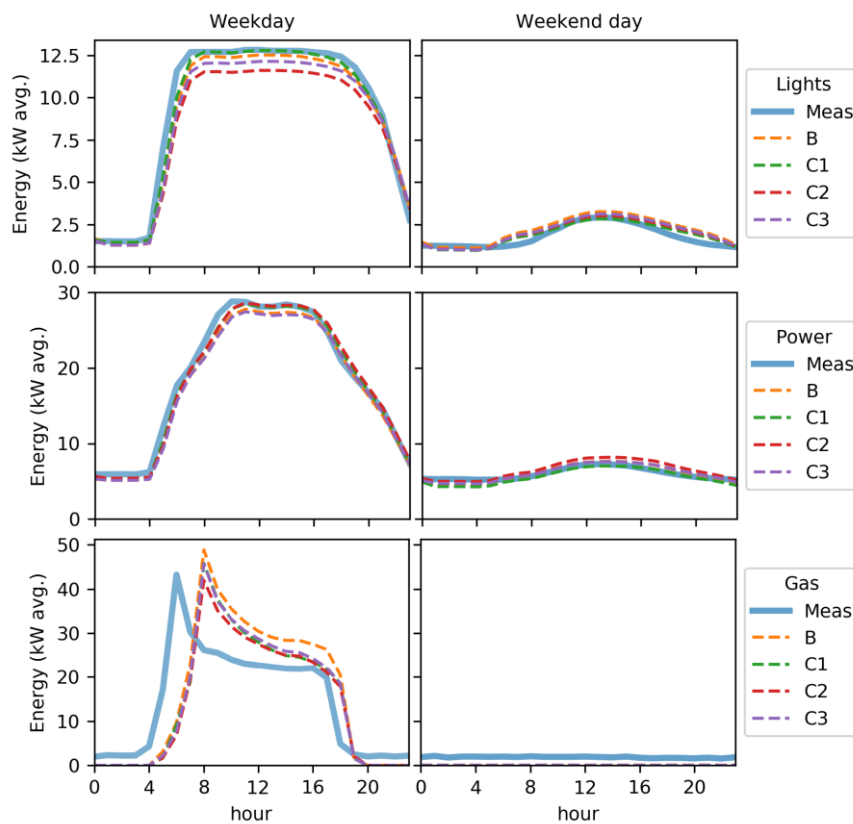 Weekday
Weekend day
Energy (kW avg.)
12.5
10.0
7.5
5.0
2.5
0.0
Lights
Meas
B
C1
C2
C3
Energy (kW avg.)
30
20
10
0
Power
Meas
B
C1
C2
C3
Energy (kW avg.)
50
40
30
20
10
0
Gas
Meas
B
C1
C2
C3
0 4 8 12 16 20
0 4 8 12 16 20
hour
hour